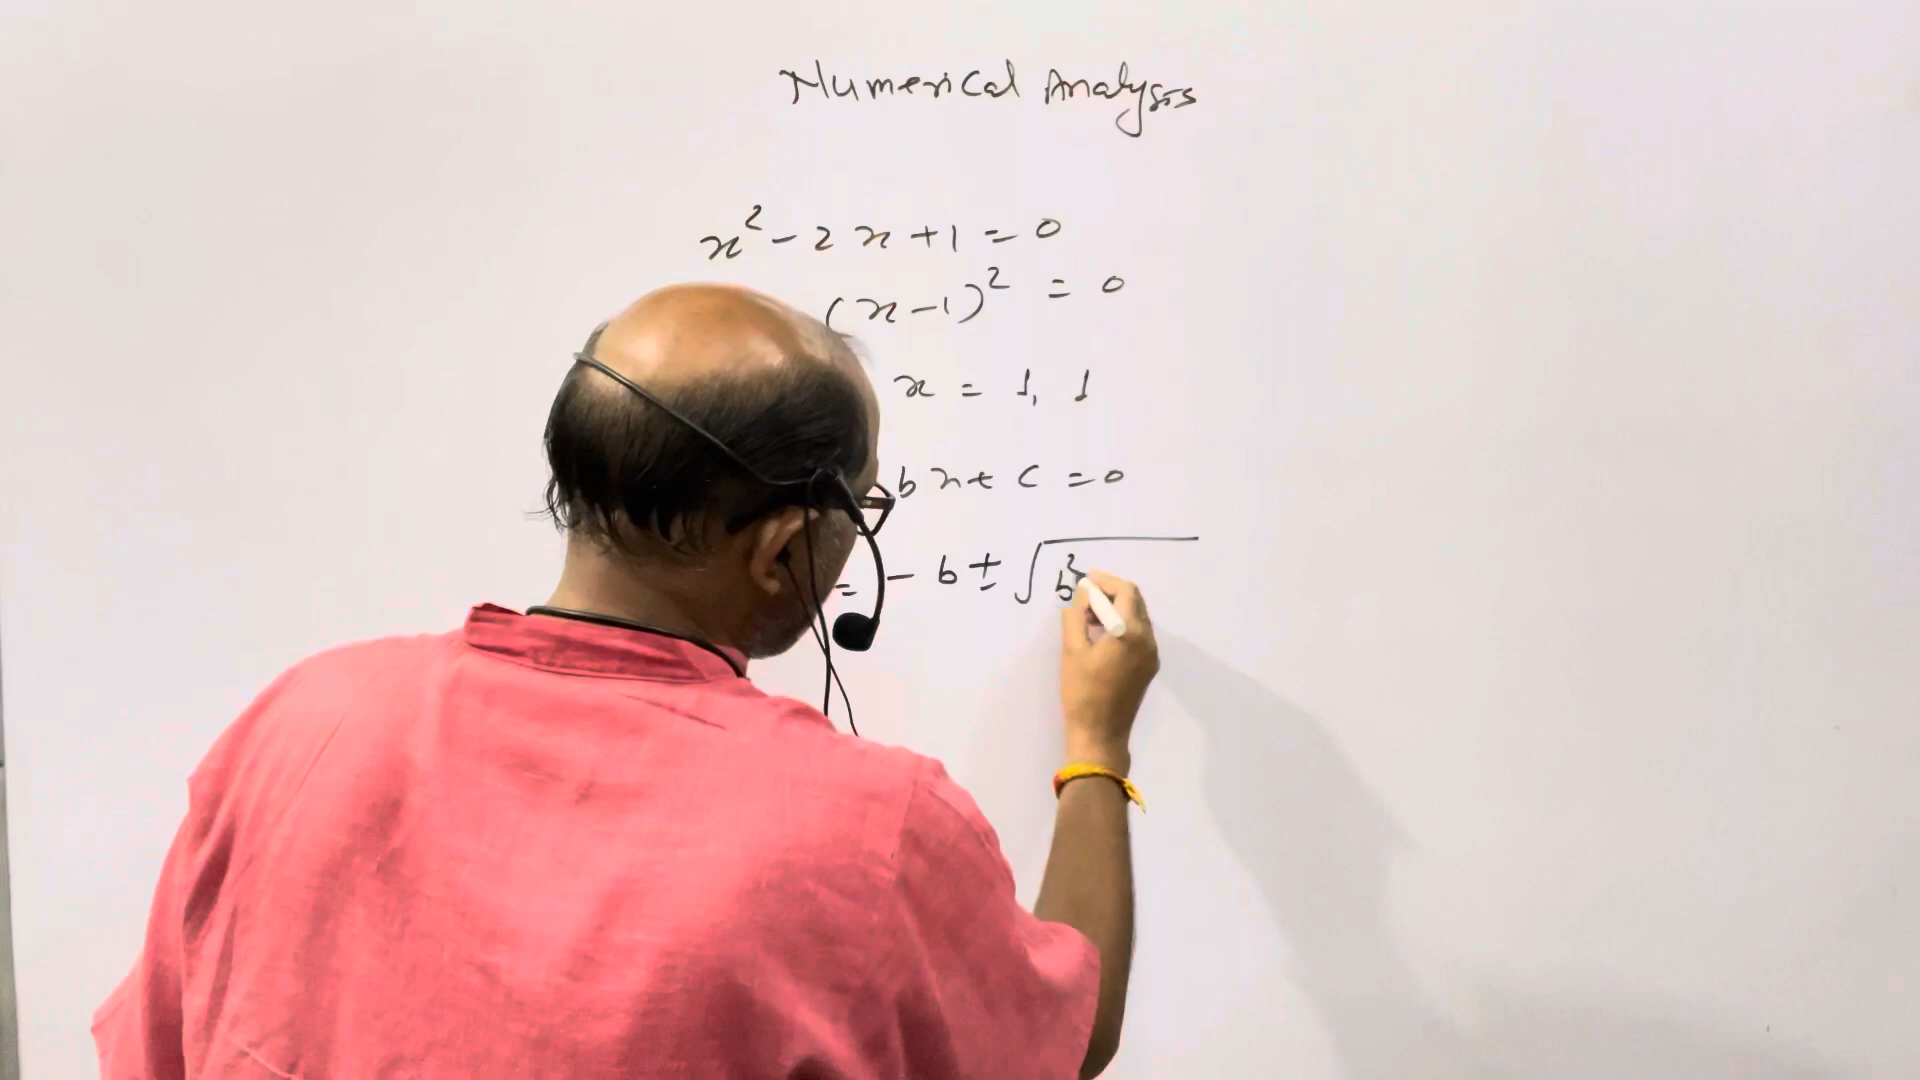 Numerical Analysis
x² - 2x + 1 = 0
(x - 1)² = 0
x = 1, 1
bx + c = 0
= - b ± √b²